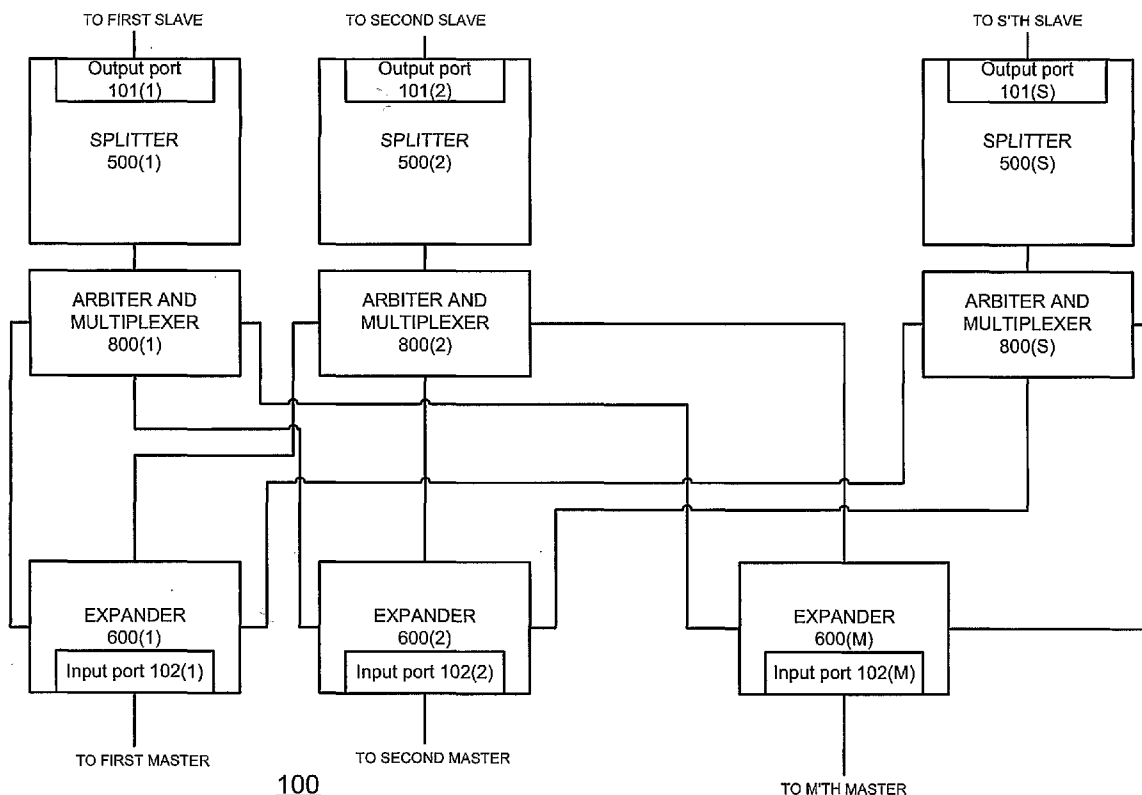 TO FIRST SLAVE
TO SECOND SLAVE
TO S'TH SLAVE
Output port
101(1)
SPLITTER
500(1)
Output port
101(2)
SPLITTER
500(2)
Output port
101(S)
SPLITTER
500(S)
ARBITER AND
MULTIPLEXER
800(1)
ARBITER AND
MULTIPLEXER
800(2)
ARBITER AND
MULTIPLEXER
800(S)
EXPANDER
600(1)
Input port 102(1)
EXPANDER
600(2)
Input port 102(2)
EXPANDER
600(M)
Input port 102(M)
TO FIRST MASTER
TO SECOND MASTER
TO M'TH MASTER
100